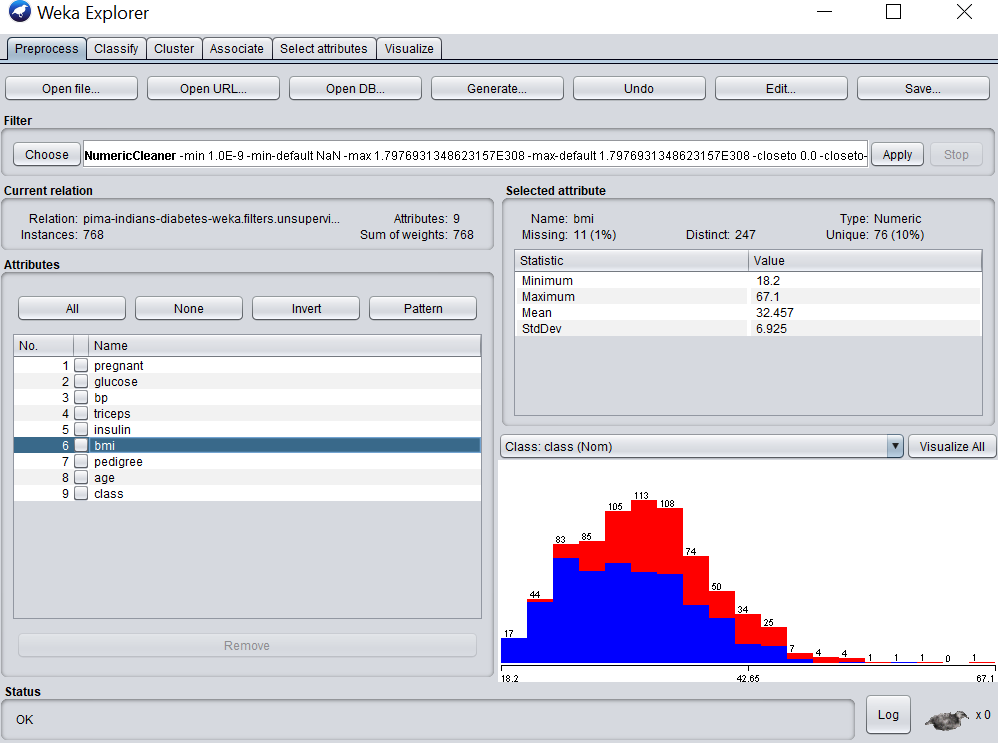 Weka Explorer
Preprocess Classify Cluster Associate Select attributes Visualize
Open file... Open URL... Open DB... Generate... Undo Edit... Save...
Filter
Choose NumericCleaner -min 1.0E-9 -min-default NaN -max 1.7976931348623157E308 -max-default 1.7976931348623157E308 -closeto 0.0 -closeto- Apply Stop
Current relation
Relation: pima-indians-diabetes-weka.filters.unsupervi... Attributes: 9
Instances: 768 Sum of weights: 768
Attributes
All None Invert Pattern
No. Name
1 pregnant
2 glucose
3 bp
4 triceps
5 insulin
6 bmi
7 pedigree
8 age
9 class
Remove
Selected attribute
Name: bmi Type: Numeric
Missing: 11 (1%) Distinct: 247 Unique: 76 (10%)
Statistic Value
Minimum 18.2
Maximum 67.1
Mean 32.457
StdDev 6.925
Class: class (Nom) Visualize All
17 44 83 85 105 113 108 74 50 34 25 7 4 4 1 1 1 0 1
18.2 42.65 67.1
Status
OK Log x 0